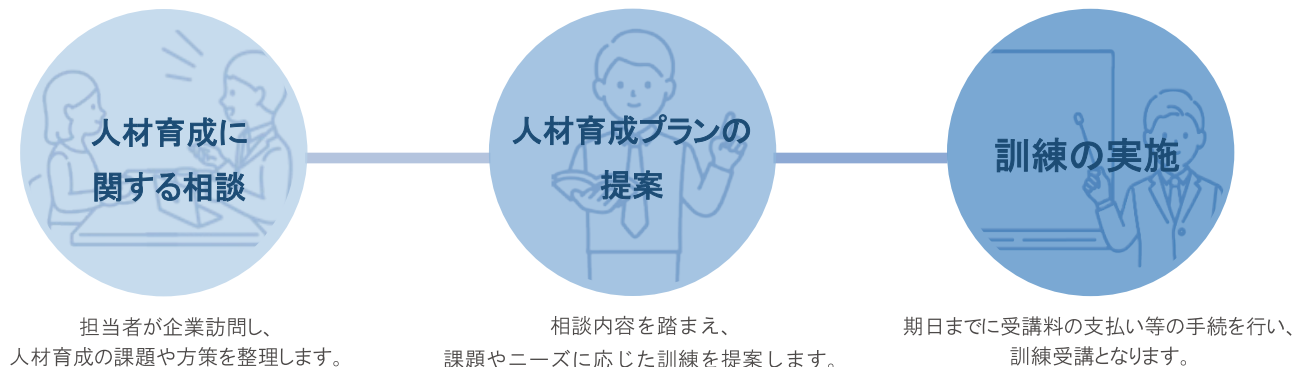 人材育成に
関する相談
担当者が企業訪問し、
人材育成の課題や方策を整理します。
人材育成プランの
提案
相談内容を踏まえ、
課題やニーズに応じた訓練を提案します。
訓練の実施
期日までに受講料の支払い等の手続を行い、
訓練受講となります。